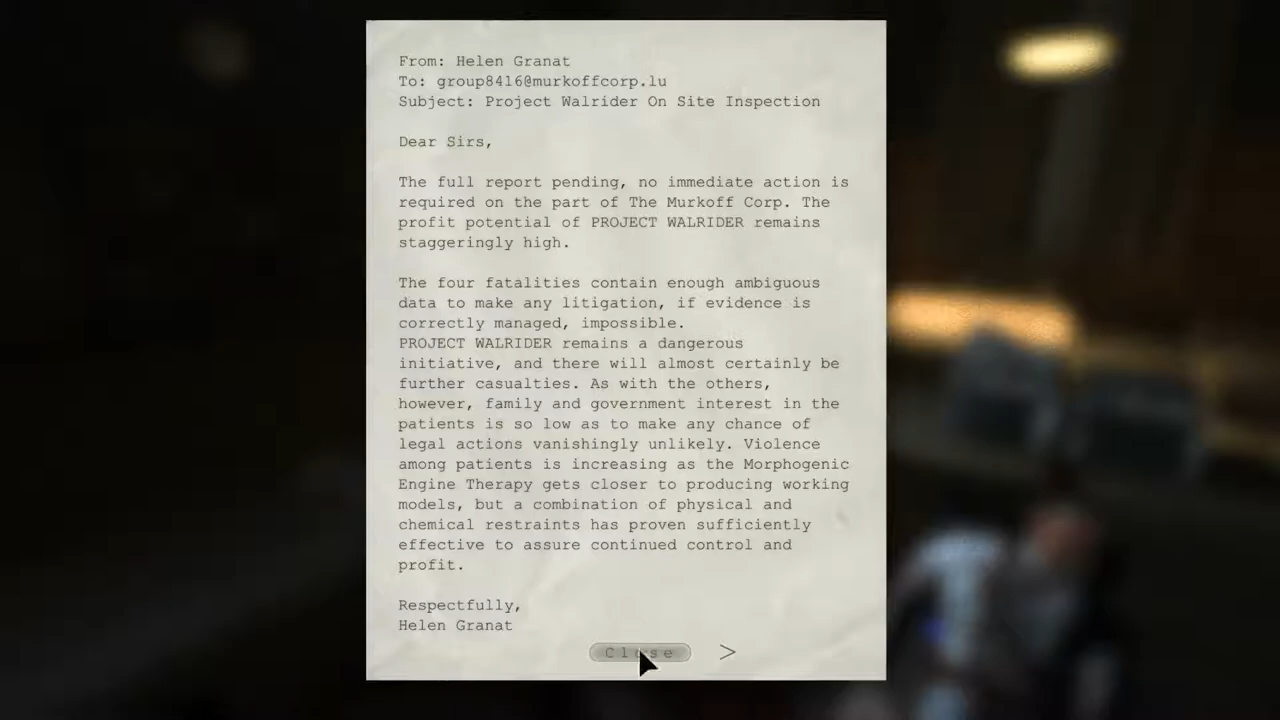 From: Helen Granat
To: group8416@murkoffcorp.lu
Subject: Project Walrider On Site Inspection
Dear Sirs,
The full report pending, no immediate action is
required on the part of The Murkoff Corp. The
profit potential of PROJECT WALRIDER remains
staggeringly high.
The four fatalities contain enough ambiguous
data to make any litigation, if evidence is
correctly managed, impossible.
PROJECT WALRIDER remains a dangerous
initiative, and there will almost certainly be
further casualties. As with the others,
however, family and government interest in the
patients is so low as to make any chance of
legal actions vanishingly unlikely. Violence
among patients is increasing as the Morphogenic
Engine Therapy gets closer to producing working
models, but a combination of physical and
chemical restraints has proven sufficiently
effective to assure continued control and
profit.
Respectfully,
Helen Granat
Close >